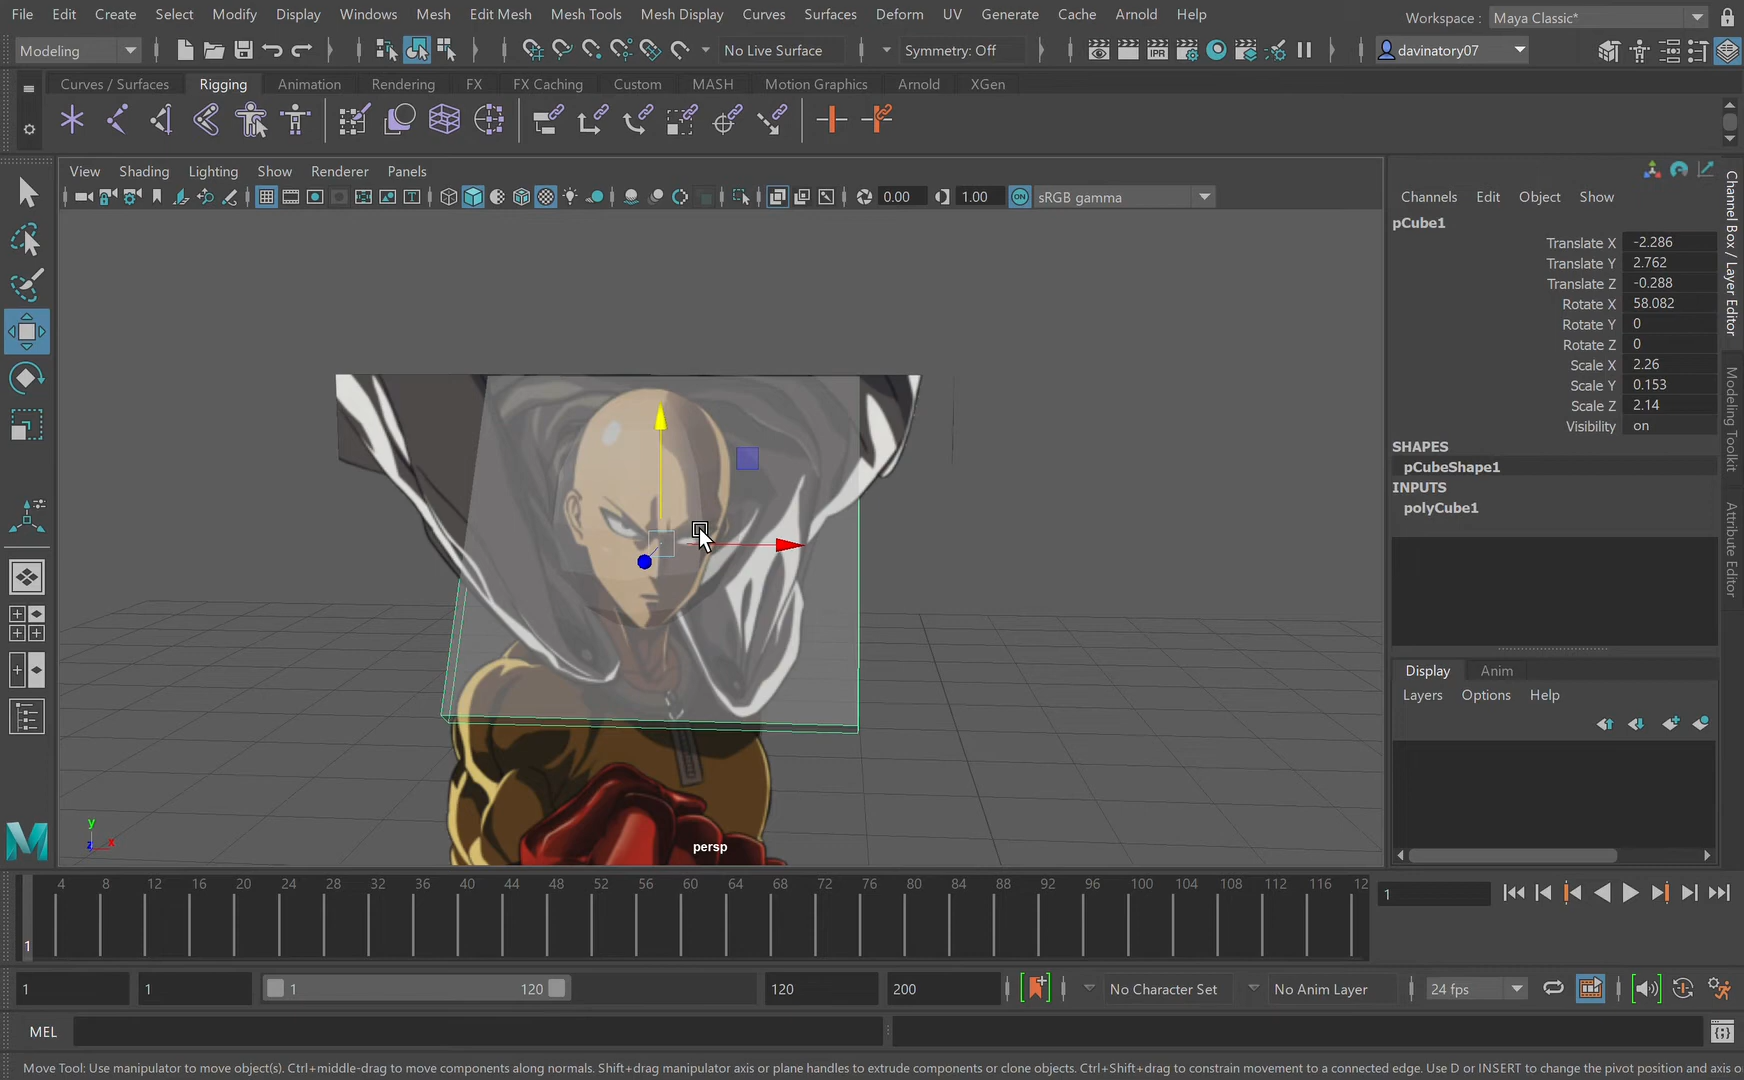 File Edit Create Select Modify Display Windows Mesh Edit Mesh Mesh Tools Mesh Display Curves Surfaces Deform UV Generate Cache Arnold Help
Workspace : Maya Classic*
Modeling No Live Surface Symmetry: Off davinatory07
Curves / Surfaces Rigging Animation Rendering FX FX Caching Custom MASH Motion Graphics Arnold XGen
View Shading Lighting Show Renderer Panels
0.00 1.00 ON sRGB gamma
Channels Edit Object Show
pCube1
Translate X -2.286
Translate Y 2.762
Translate Z -0.288
Rotate X 58.082
Rotate Y 0
Rotate Z 0
Scale X 2.26
Scale Y 0.153
Scale Z 2.14
Visibility on
SHAPES
pCubeShape1
INPUTS
polyCube1
Channel Box / Layer Editor
Modeling Toolkit
Attribute Editor
Display Anim
Layers Options Help
y
z x
persp
4 8 12 16 20 24 28 32 36 40 44 48 52 56 60 64 68 72 76 80 84 88 92 96 100 104 108 112 116 12
1
1
1 1 1 120 120 200 No Character Set No Anim Layer 24 fps
MEL
Move Tool: Use manipulator to move object(s). Ctrl+middle-drag to move components along normals. Shift+drag manipulator axis or plane handles to extrude components or clone objects. Ctrl+Shift+drag to constrain movement to a connected edge. Use D or INSERT to change the pivot position and axis o